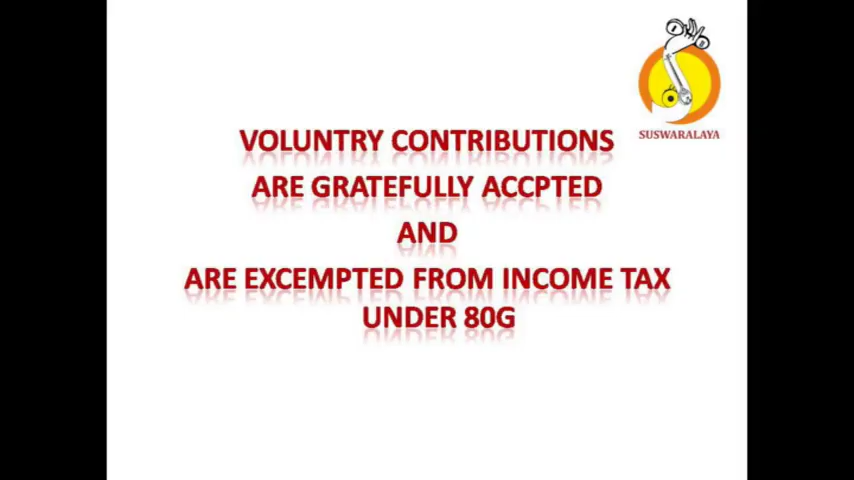 SUSWARALAYA
VOLUNTRY CONTRIBUTIONS
ARE GRATEFULLY ACCPTED
AND
ARE EXCEMPTED FROM INCOME TAX
UNDER 80G